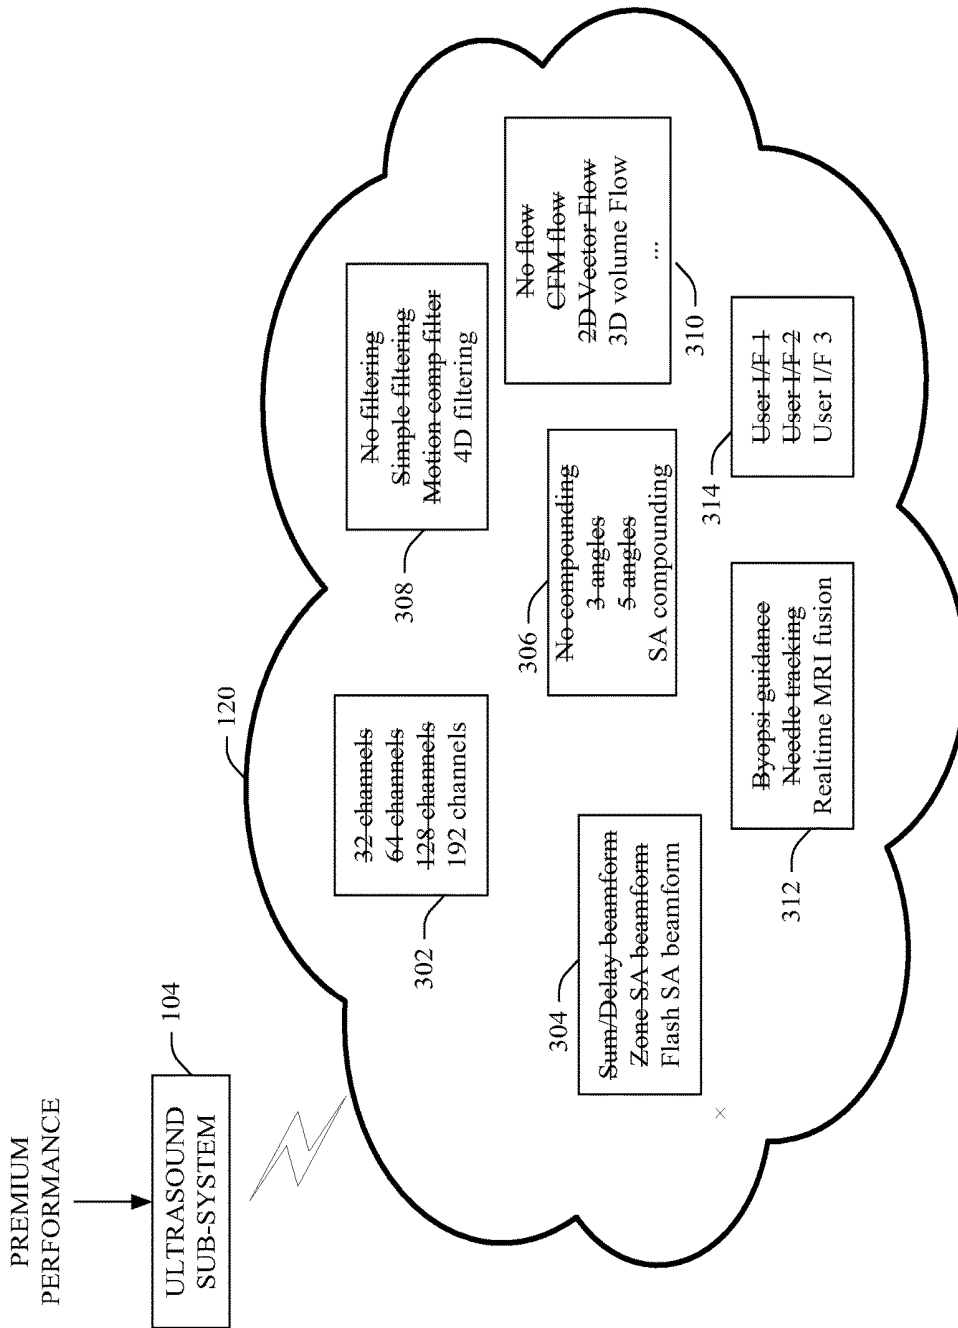 PREMIUM
PERFORMANCE
ULTRASOUND
SUB-SYSTEM
104
120
32 channels
64 channels
128 channels
192 channels
302
No filtering
Simple filtering
Motion comp filter
4D filtering
308
304
Sum/Delay beamform
Zone SA beamform
Flash SA beamform
306
No compounding
3 angles
5 angles
SA compounding
No flow
CFM flow
2D Vector Flow
3D volume Flow
...
310
Byopsi guidance
Needle tracking
Realtime MRI fusion
312
314
User I/F 1
User I/F 2
User I/F 3